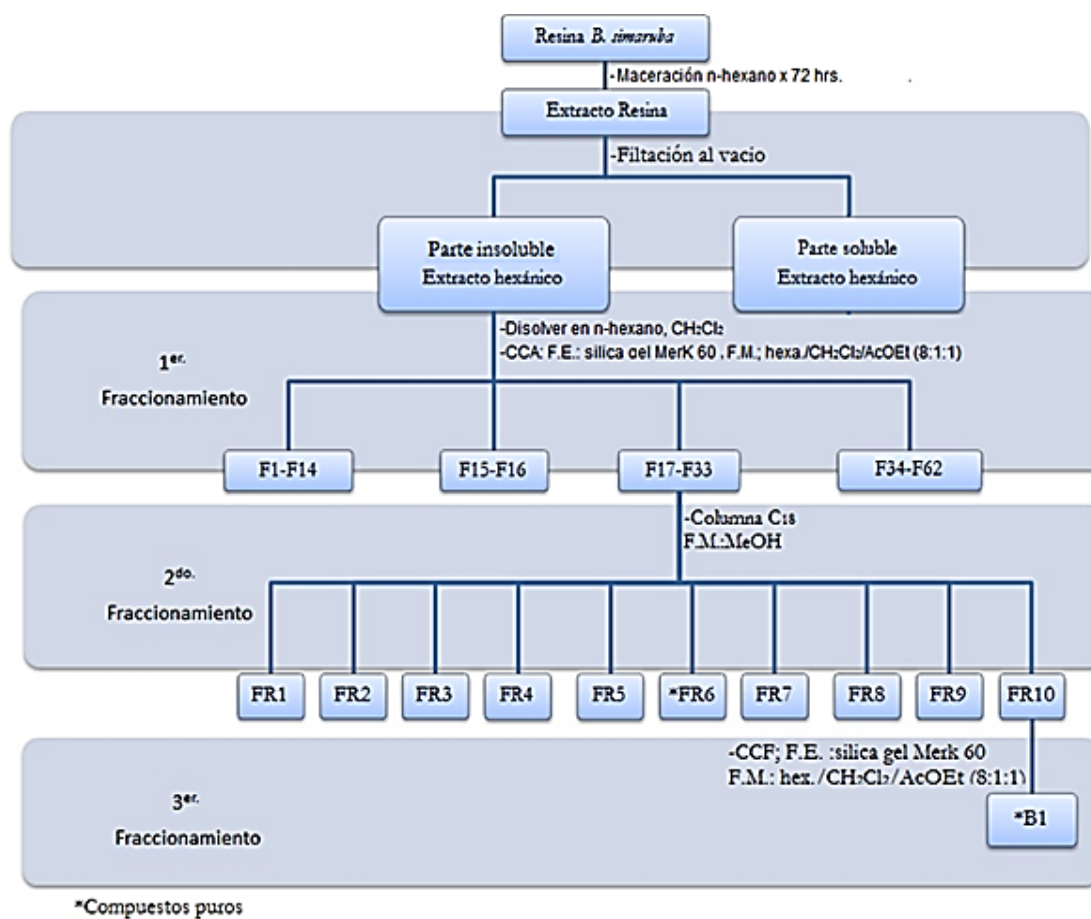 Resina B. simaruba
-Maceración n-hexano x 72 hrs.
Extracto Resina
-Filtación al vacio
Parte insoluble
Extracto hexánico
Parte soluble
Extracto hexánico
-Disolver en n-hexano, CH₂Cl₂
-CCA: F.E.: silica gel MerK 60 . F.M.; hexa./CH₂Cl₂/AcOEt (8:1:1)
1er.
Fraccionamiento
F1-F14
F15-F16
F17-F33
F34-F62
-Columna C18
F.M.:MeOH
2do.
Fraccionamiento
FR1
FR2
FR3
FR4
FR5
*FR6
FR7
FR8
FR9
FR10
-CCF; F.E. :silica gel Merk 60
F.M.: hex./CH₂Cl₂/AcOEt (8:1:1)
3er.
Fraccionamiento
*B1
*Compuestos puros